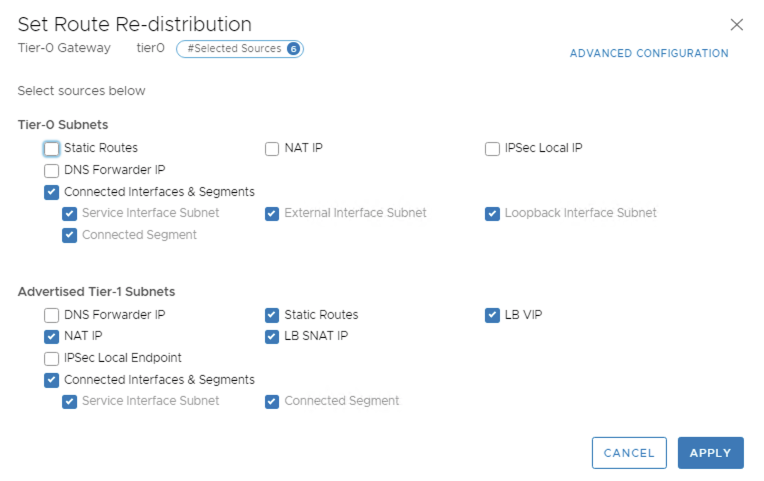 Set Route Re-distribution
Tier-0 Gateway tier0 #Selected Sources 6
ADVANCED CONFIGURATION
Select sources below
Tier-0 Subnets
Static Routes NAT IP IPSec Local IP
DNS Forwarder IP
Connected Interfaces & Segments
Service Interface Subnet External Interface Subnet Loopback Interface Subnet
Connected Segment
Advertised Tier-1 Subnets
DNS Forwarder IP Static Routes LB VIP
NAT IP LB SNAT IP
IPSec Local Endpoint
Connected Interfaces & Segments
Service Interface Subnet Connected Segment
CANCEL APPLY